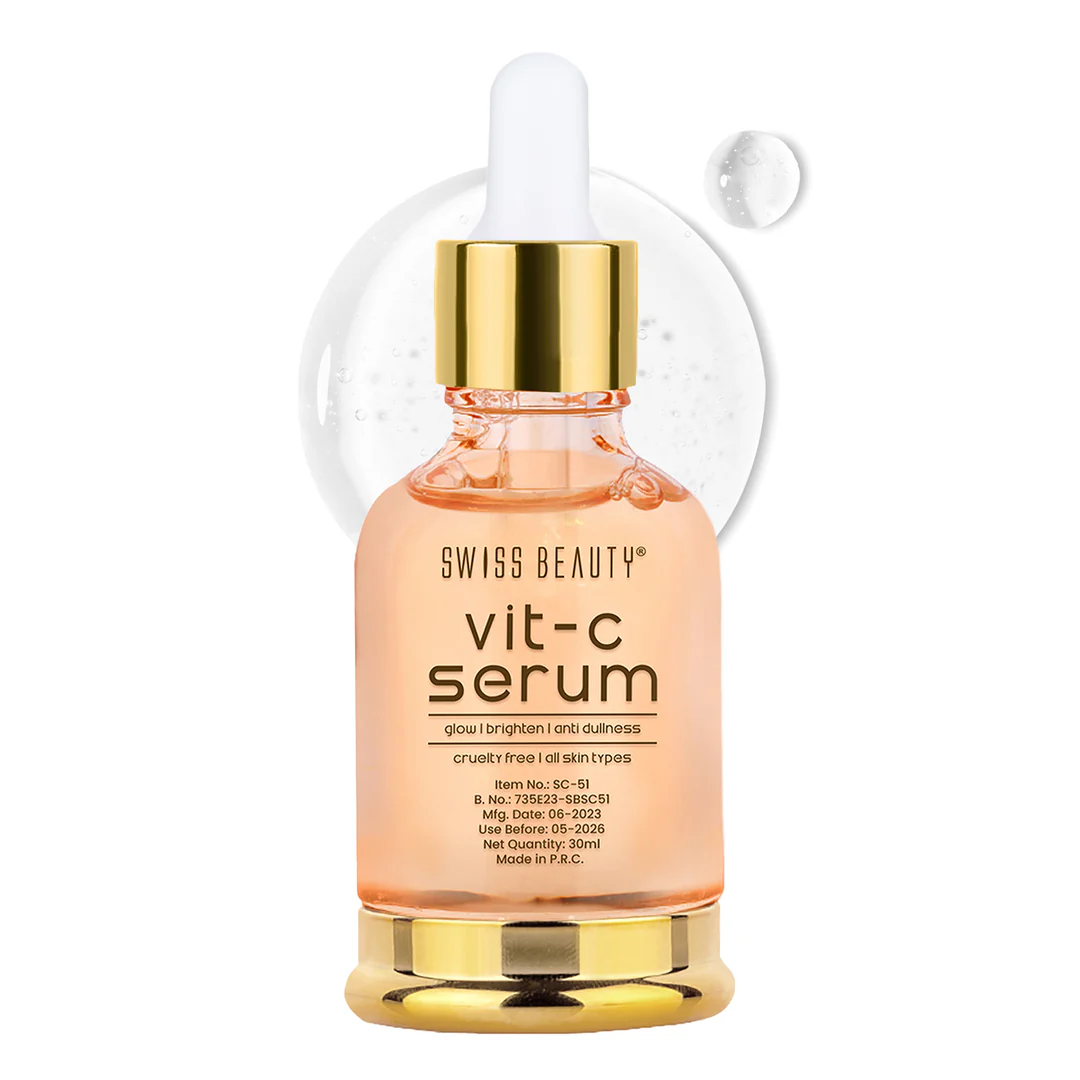 SWISS BEAUTY®
vit-c
serum
glow | brighten | anti dullness
cruelty free | all skin types
Item No.: SC-51
B. No.: 735E23-SBSC51
Mfg. Date: 06-2023
Use Before: 05-2026
Net Quantity: 30ml
Made in P.R.C.